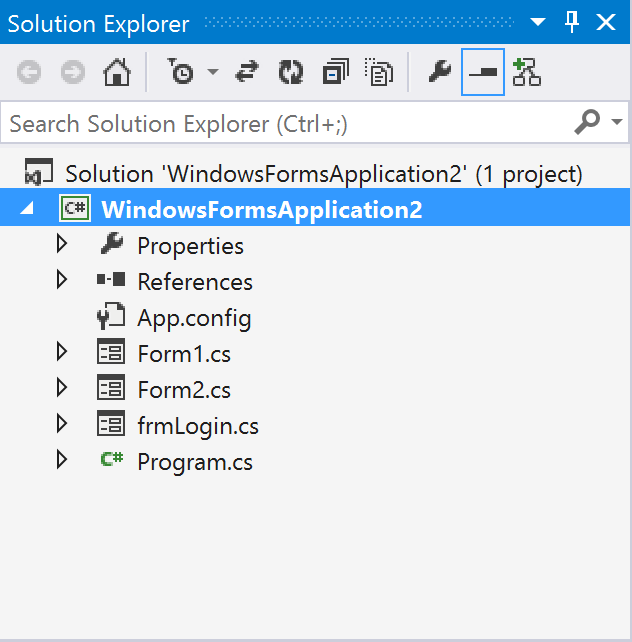 Solution Explorer
Search Solution Explorer (Ctrl+;)
Solution 'WindowsFormsApplication2' (1 project)
C# WindowsFormsApplication2
Properties
References
App.config
Form1.cs
Form2.cs
frmLogin.cs
C# Program.cs